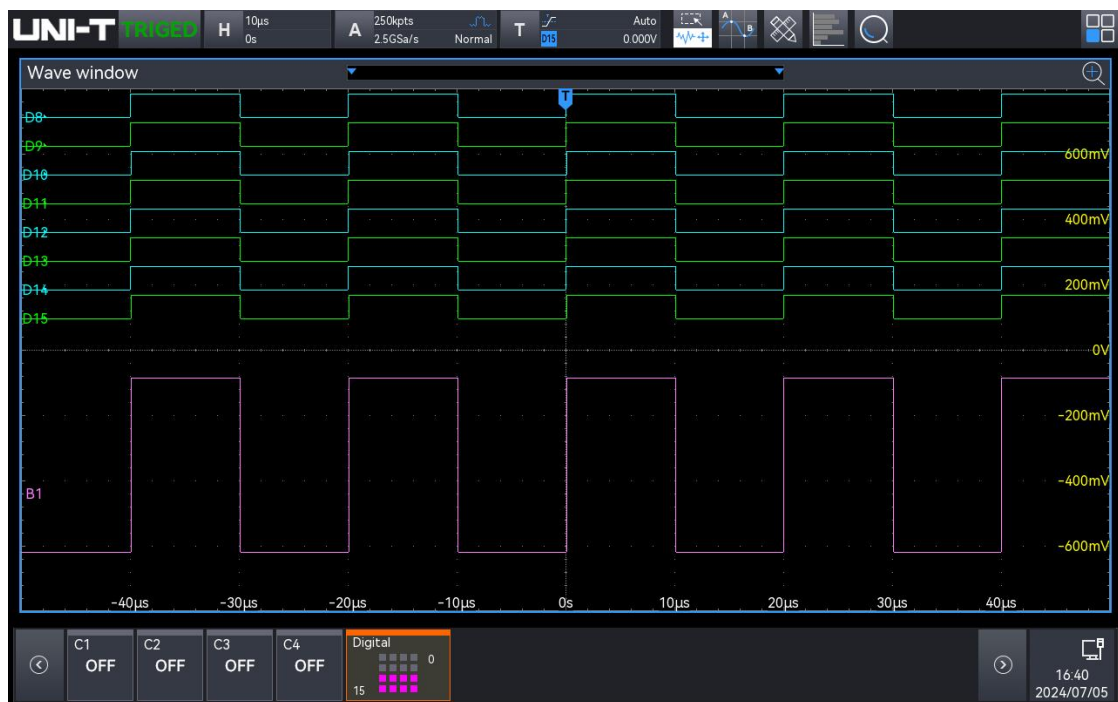 UNI-T TRIGED H 10μs 0s A 250kpts 2.5GSa/s Normal T D15 Auto 0.000V A B
Wave window
T
D8
D9
600mV
D10
D11
400mV
D12
D13
200mV
D14
D15
0V
-200mV
-400mV
B1
-600mV
-40μs -30μs -20μs -10μs 0s 10μs 20μs 30μs 40μs
C1 OFF C2 OFF C3 OFF C4 OFF Digital 0 15
16:40
2024/07/05